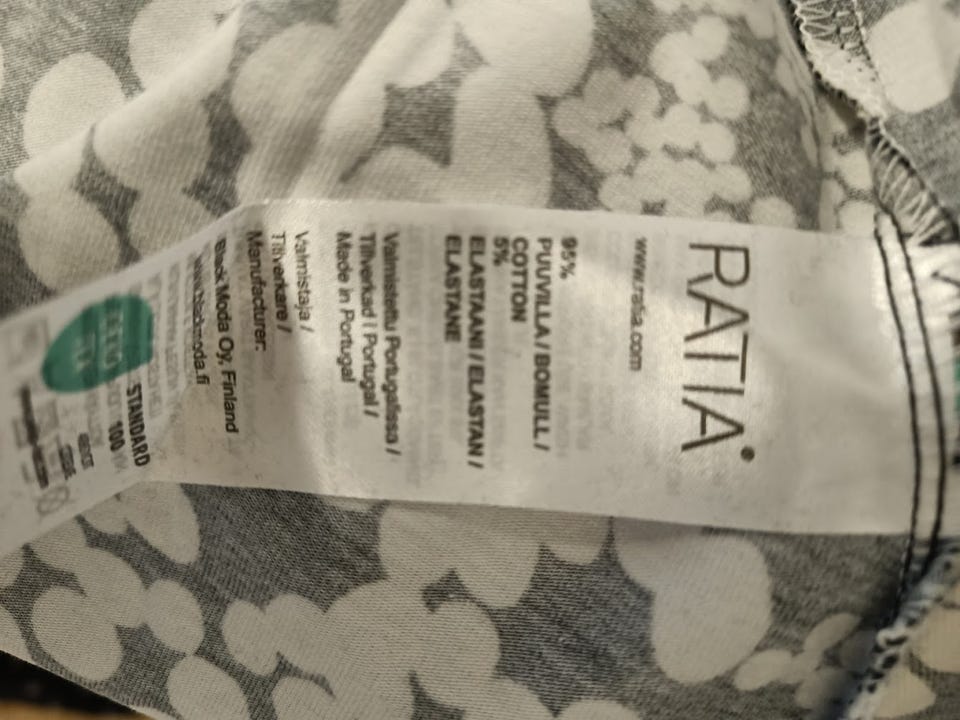 RATIA
www.ratia.com
95%
PUUVILLA / BOMULL /
COTTON
5%
ELASTAANI / ELASTAN /
ELASTANE
Valmistettu Portugalissa /
Tillverkad i Portugal /
Made in Portugal
Valmistaja /
Tillverkare /
Manufacturer:
Black Moda Oy, Finland
www.blackmoda.fi
STANDARD
100